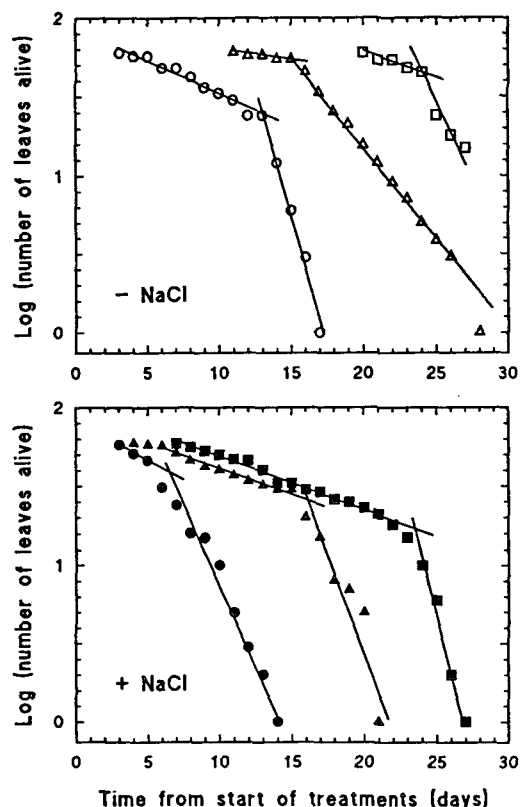 Log (number of leaves alive)
2
1
0
− NaCl
0 5 10 15 20 25 30
Log (number of leaves alive)
2
1
0
+ NaCl
0 5 10 15 20 25 30
Time from start of treatments (days)